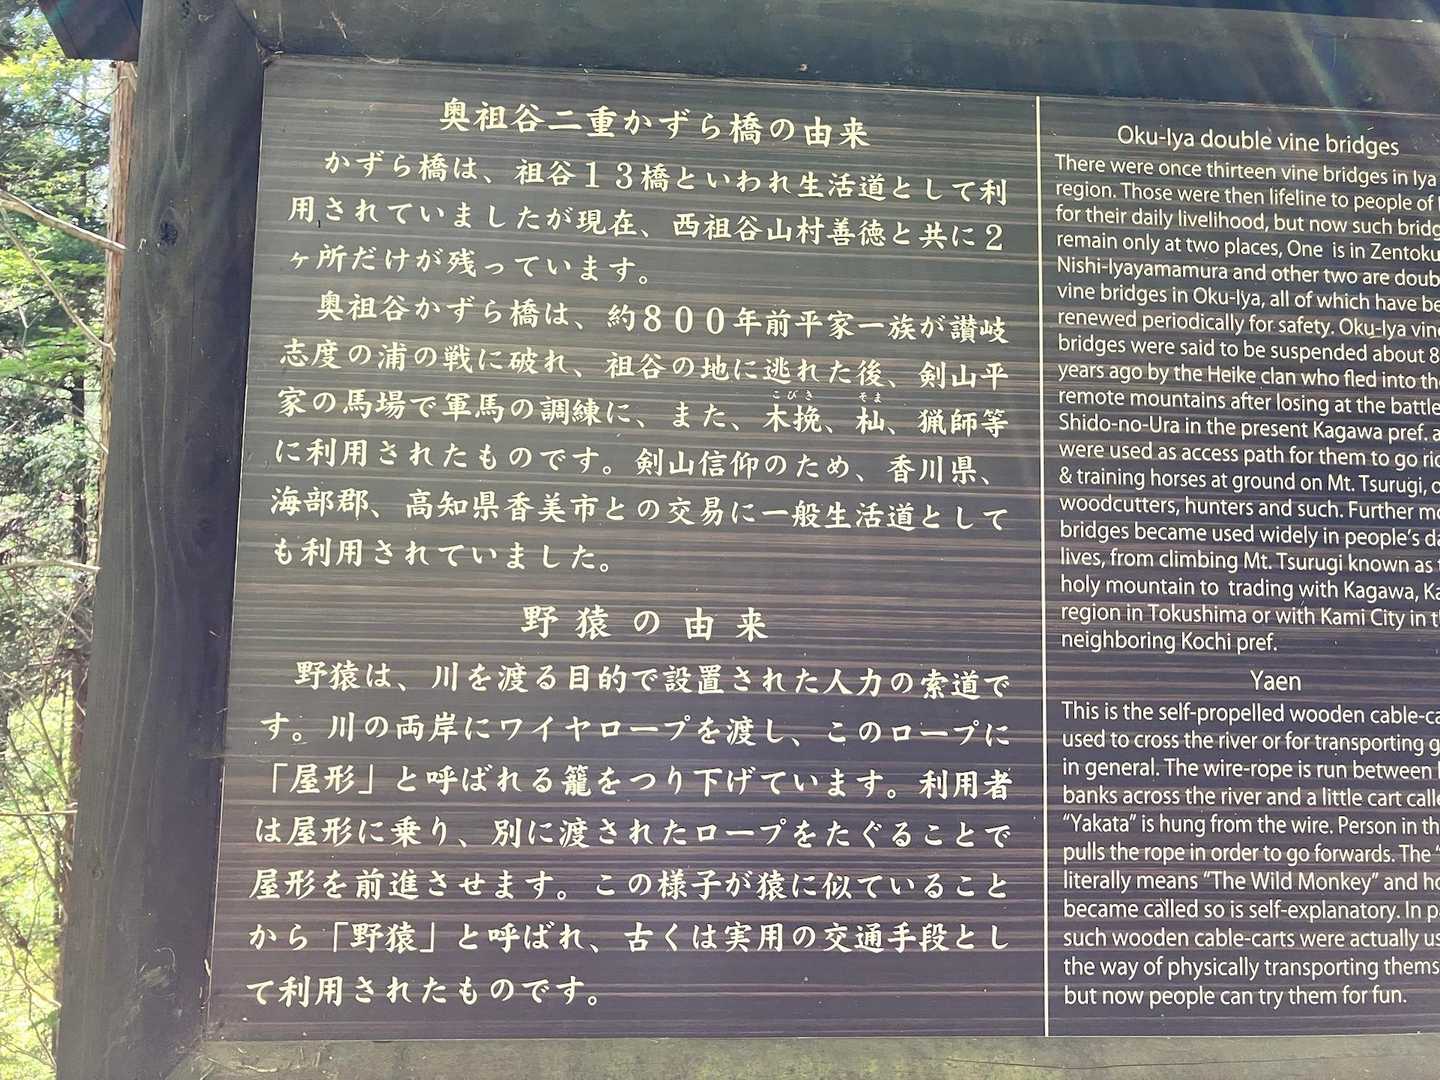 奥祖谷二重かずら橋の由来
かずら橋は、祖谷１３橋といわれ生活道として利
用されていましたが現在、西祖谷山村善徳と共に２
ヶ所だけが残っています。
奥祖谷かずら橋は、約８００年前平家一族が讃岐
志度の浦の戦に破れ、祖谷の地に逃れた後、剣山平
こびき そま
家の馬場で軍馬の調練に、また、木挽、杣、猟師等
に利用されたものです。剣山信仰のため、香川県、
海部郡、高知県香美市との交易に一般生活道として
も利用されていました。
野猿の由来
野猿は、川を渡る目的で設置された人力の索道で
す。川の両岸にワイヤロープを渡し、このロープに
「屋形」と呼ばれる籠をつり下げています。利用者
は屋形に乗り、別に渡されたロープをたぐることで
屋形を前進させます。この様子が猿に似ていること
から「野猿」と呼ばれ、古くは実用の交通手段とし
て利用されたものです。
Oku-Iya double vine bridges
There were once thirteen vine bridges in Iya
region. Those were then lifeline to people of
for their daily livelihood, but now such
remain only at two places, One is in
Nishi-Iyayamamura and other two are
vine bridges in Oku-Iya, all of which have
renewed periodically for safety. Oku-Iya
bridges were said to be suspended about
years ago by the Heike clan who fled into
remote mountains after losing at the battle
Shido-no-Ura in the present Kagawa pref.
were used as access path for them to go
& training horses at ground on Mt. Tsurugi,
woodcutters, hunters and such. Further
bridges became used widely in people's
lives, from climbing Mt. Tsurugi known as
holy mountain to trading with Kagawa,
region in Tokushima or with Kami City in
neighboring Kochi pref.
Yaen
This is the self-propelled wooden
used to cross the river or for transporting
in general. The wire-rope is run between
banks across the river and a little cart
"Yakata" is hung from the wire. Person in
pulls the rope in order to go forwards. The
literally means "The Wild Monkey" and
became called so is self-explanatory. In
such wooden cable-carts were actually
the way of physically transporting
but now people can try them for fun.